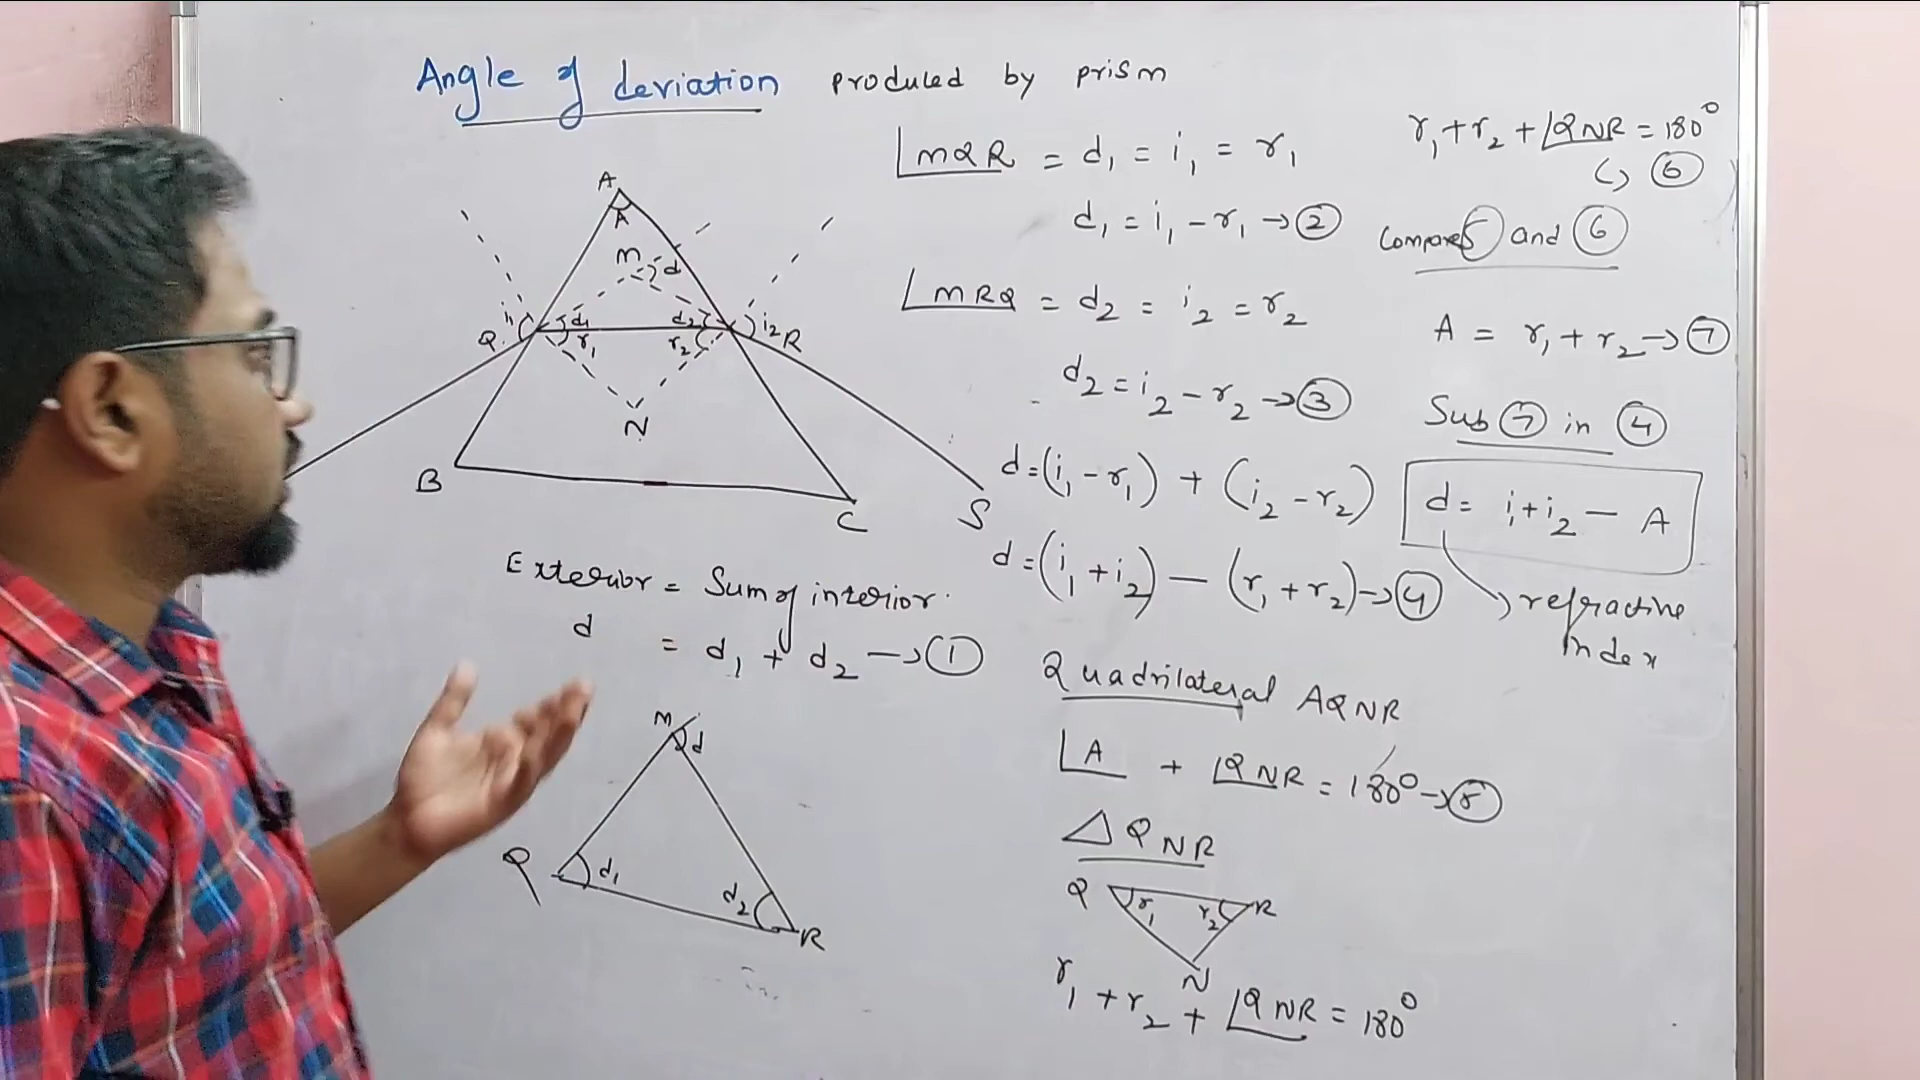 Angle of deviation produced by prism
∠MQR = d₁ = i₁ = r₁
d₁ = i₁ - r₁ → ②
∠MRQ = d₂ = i₂ = r₂
d₂ = i₂ - r₂ → ③
d = (i₁ - r₁) + (i₂ - r₂)
d = (i₁ + i₂) - (r₁ + r₂) → ④
Quadrilateral AQNR
∠A + ∠QNR = 180° → ⑤
△QNR
Q r₁ r₂ R
N
r₁ + r₂ + ∠QNR = 180°
r₁ + r₂ + ∠QNR = 180°
↳ ⑥
Compare ⑤ and ⑥
A = r₁ + r₂ → ⑦
Sub ⑦ in ④
d = i₁ + i₂ - A
refractive
Index
A
A
M d
i₁ d₁ d₂ i₂
Q r₁ r₂ R
N
B C S
Exterior = Sum of interior.
d = d₁ + d₂ → ①
M d
Q d₁ d₂ R